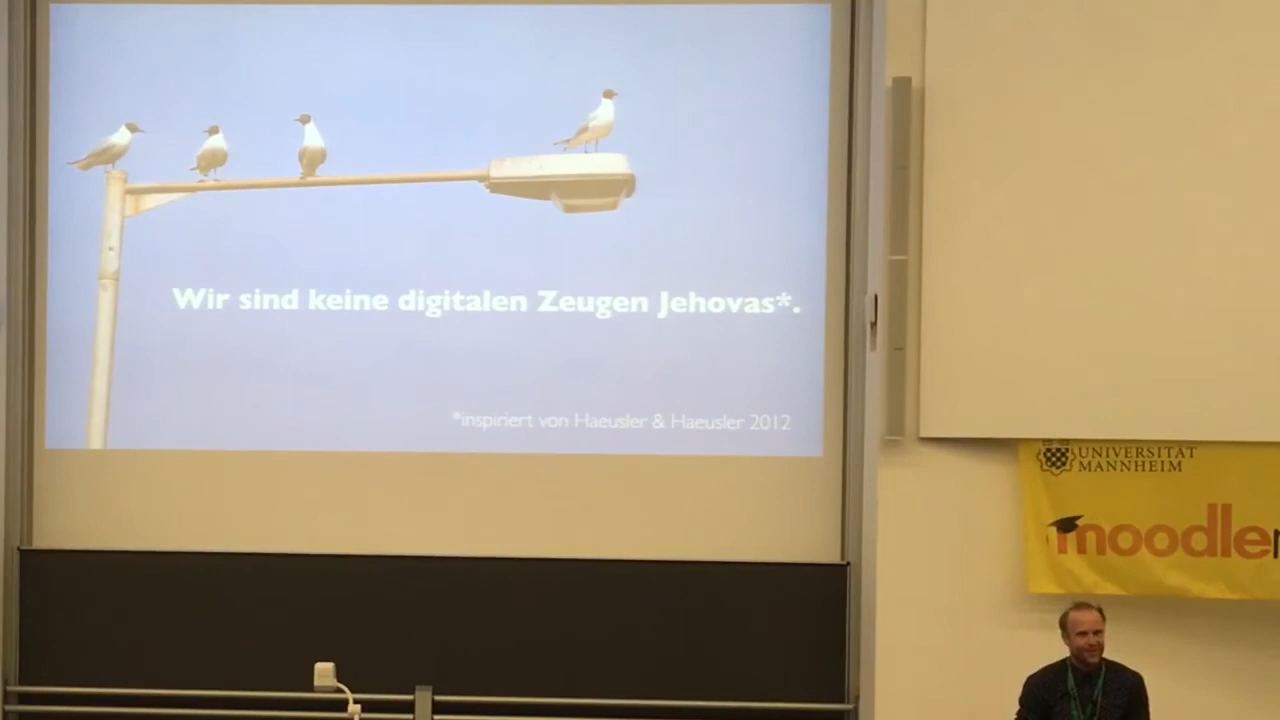 Wir sind keine digitalen Zeugen Jehovas*.
*inspiriert von Haeusler & Haeusler 2012
UNIVERSITÄT
MANNHEIM
moodle